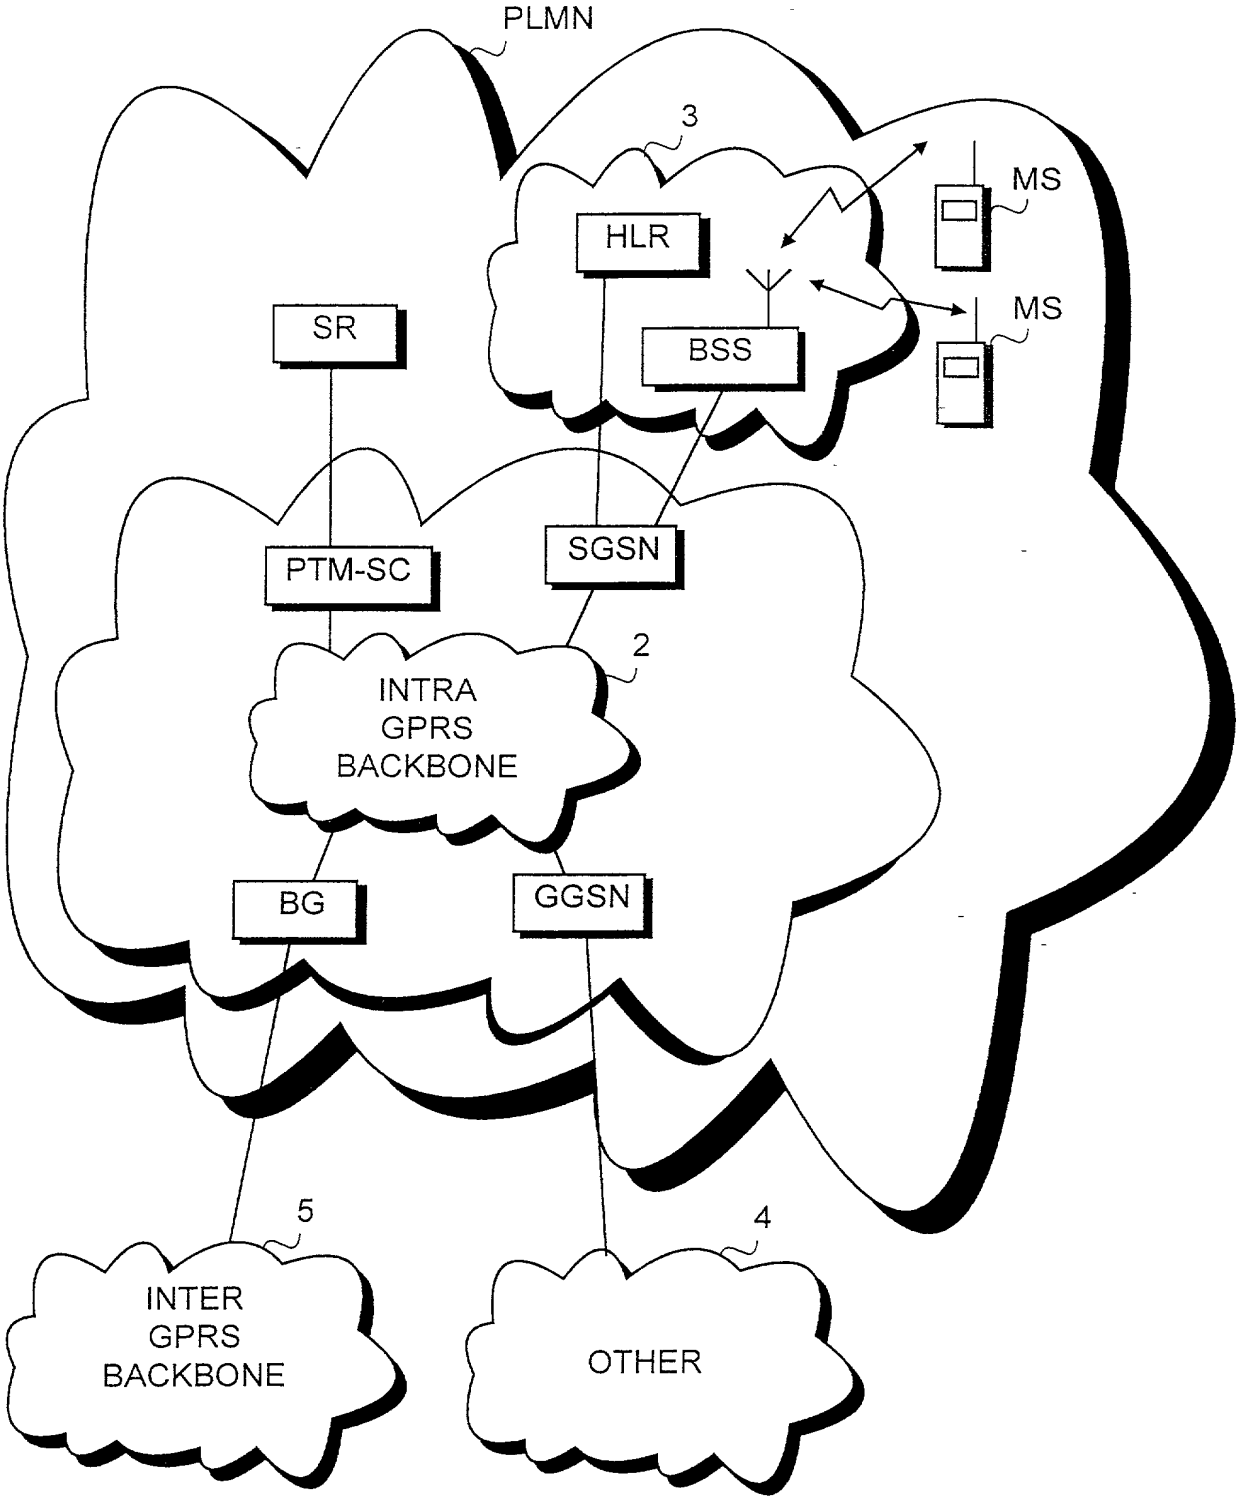 PLMN
3
MS
HLR
MS
SR
BSS
PTM-SC
SGSN
2
INTRA
GPRS
BACKBONE
BG
GGSN
5
4
INTER
GPRS
BACKBONE
OTHER